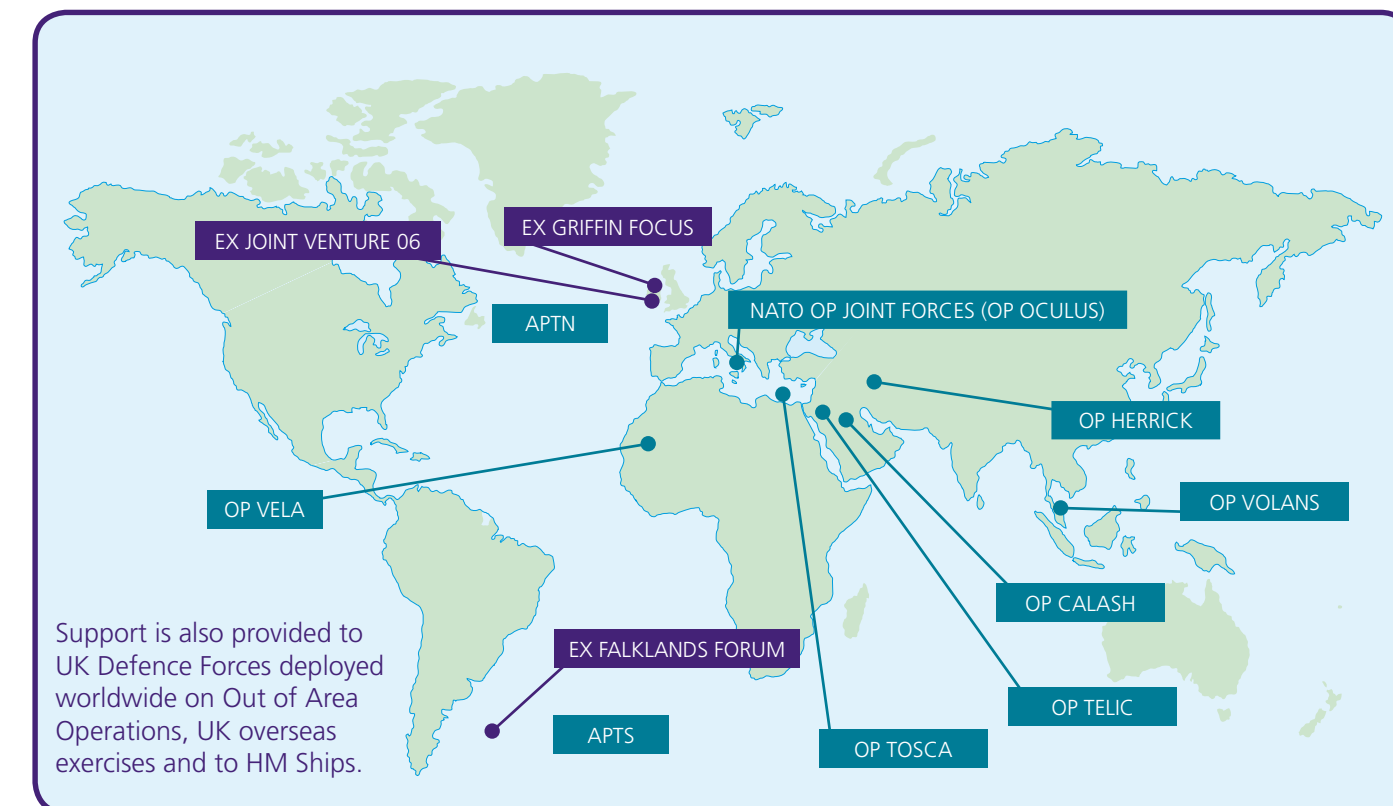 EX GRIFFIN FOCUS
EX JOINT VENTURE 06
APTN
NATO OP JOINT FORCES (OP OCULUS)
OP HERRICK
OP VELA
OP VOLANS
OP CALASH
EX FALKLANDS FORUM
OP TELIC
APTS
OP TOSCA
Support is also provided to
UK Defence Forces deployed
worldwide on Out of Area
Operations, UK overseas
exercises and to HM Ships.